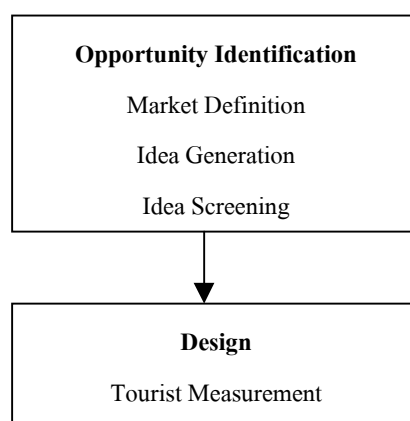 Opportunity Identification
Market Definition
Idea Generation
Idea Screening
Design
Tourist Measurement